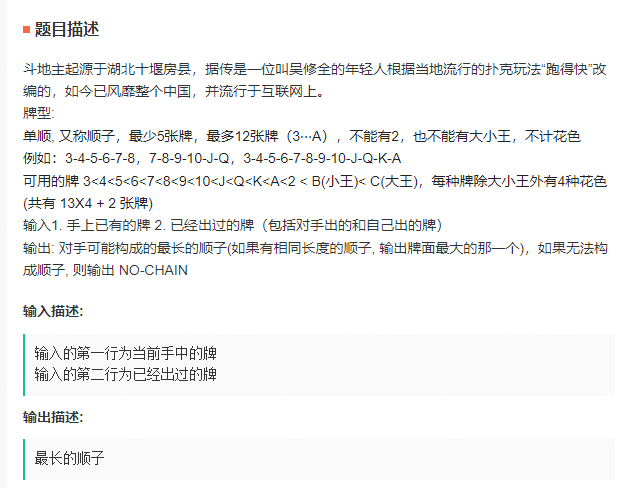 题目描述
斗地主起源于湖北十堰房县，据传是一位叫吴修全的年轻人根据当地流行的扑克玩法“跑得快”改
编的，如今已风靡整个中国，并流行于互联网上。
牌型:
单顺, 又称顺子，最少5张牌，最多12张牌（3…A），不能有2，也不能有大小王，不计花色
例如：3-4-5-6-7-8，7-8-9-10-J-Q，3-4-5-6-7-8-9-10-J-Q-K-A
可用的牌 3<4<5<6<7<8<9<10<J<Q<K<A<2 < B(小王)< C(大王)，每种牌除大小王外有4种花色
(共有 13X4 + 2 张牌)
输入1. 手上已有的牌 2. 已经出过的牌（包括对手出的和自己出的牌）
输出: 对手可能构成的最长的顺子(如果有相同长度的顺子, 输出牌面最大的那一个)，如果无法构
成顺子, 则输出 NO-CHAIN
输入描述:
输入的第一行为当前手中的牌
输入的第二行为已经出过的牌
输出描述:
最长的顺子